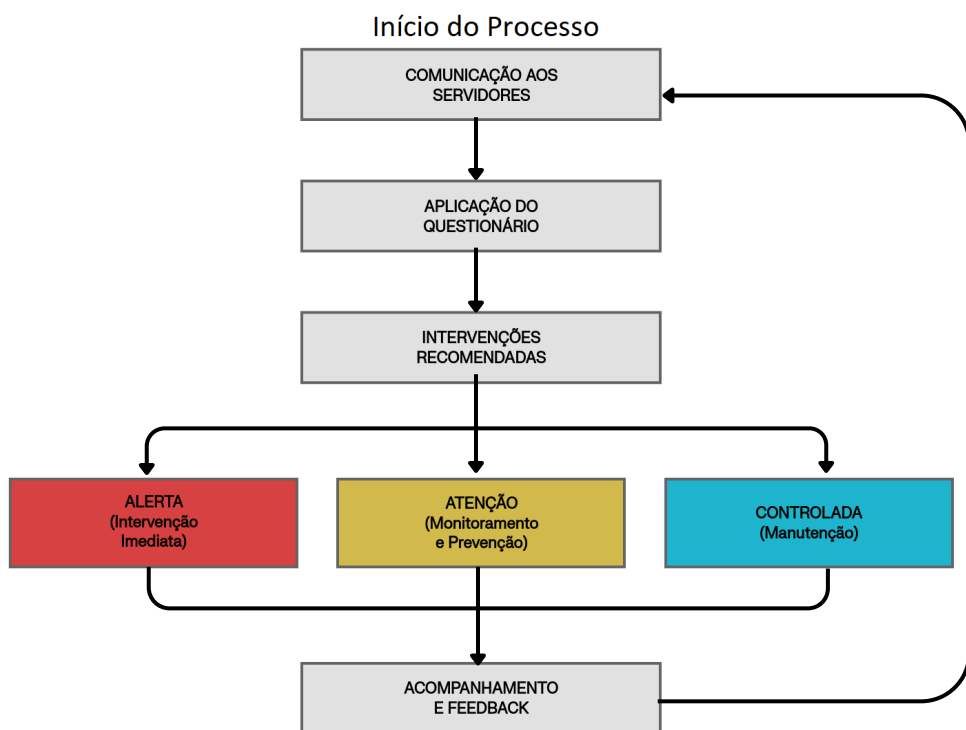 Início do Processo
COMUNICAÇÃO AOS
SERVIDORES
APLICAÇÃO DO
QUESTIONÁRIO
INTERVENÇÕES
RECOMENDADAS
ALERTA
(Intervenção
Imediata)
ATENÇÃO
(Monitoramento
e Prevenção)
CONTROLADA
(Manutenção)
ACOMPANHAMENTO
E FEEDBACK